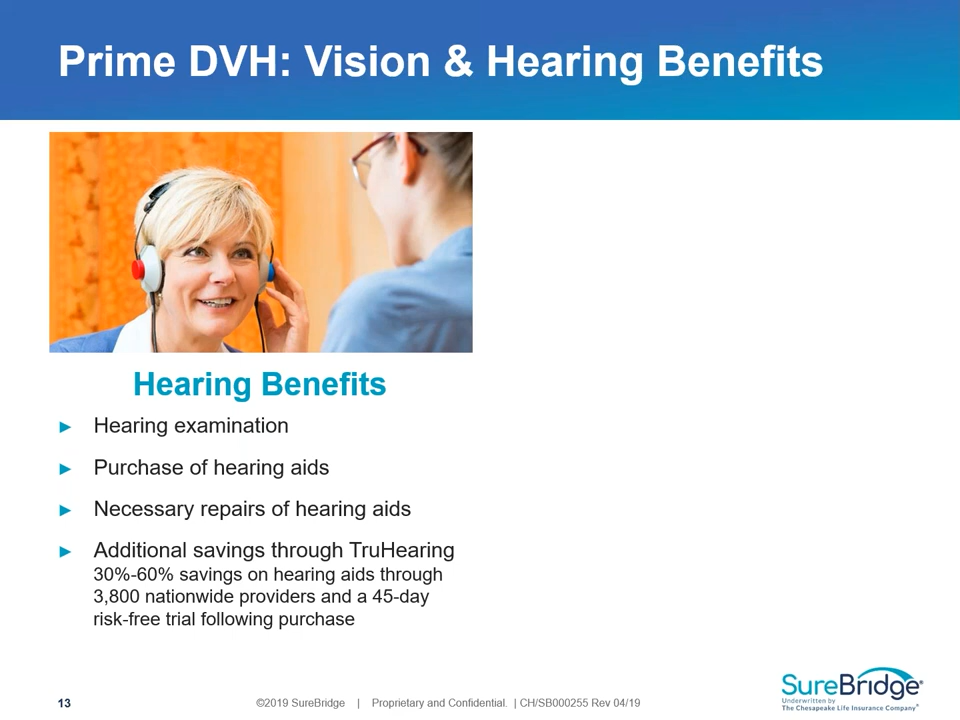 Prime DVH: Vision & Hearing Benefits
Hearing Benefits
► Hearing examination
► Purchase of hearing aids
► Necessary repairs of hearing aids
► Additional savings through TruHearing
30%-60% savings on hearing aids through
3,800 nationwide providers and a 45-day
risk-free trial following purchase
13
©2019 SureBridge | Proprietary and Confidential. | CH/SB000255 Rev 04/19
SureBridge®
Underwritten by
The Chesapeake Life Insurance Company®